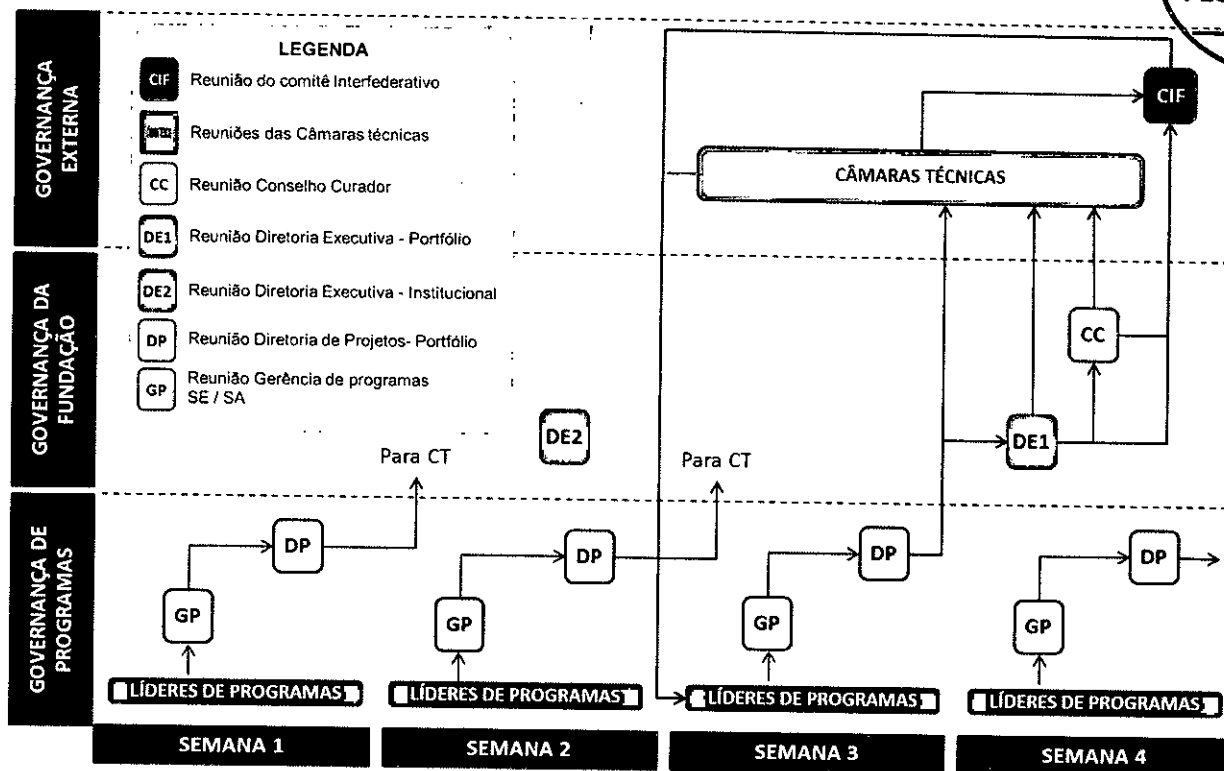 GOVERNANÇA
EXTERNA
LEGENDA
CIF Reunião do comitê Interfederativo
Reuniões das Câmaras técnicas
CC Reunião Conselho Curador
DE1 Reunião Diretoria Executiva - Portfólio
DE2 Reunião Diretoria Executiva - Institucional
DP Reunião Diretoria de Projetos- Portfólio
GP Reunião Gerência de programas
SE / SA
CIF
CÂMARAS TÉCNICAS
GOVERNANÇA DA
FUNDAÇÃO
CC
DE2
DE1
Para CT
Para CT
GOVERNANÇA DE
PROGRAMAS
DP
DP
DP
DP
GP
GP
GP
GP
LÍDERES DE PROGRAMAS
LÍDERES DE PROGRAMAS
LÍDERES DE PROGRAMAS
LÍDERES DE PROGRAMAS
SEMANA 1
SEMANA 2
SEMANA 3
SEMANA 4